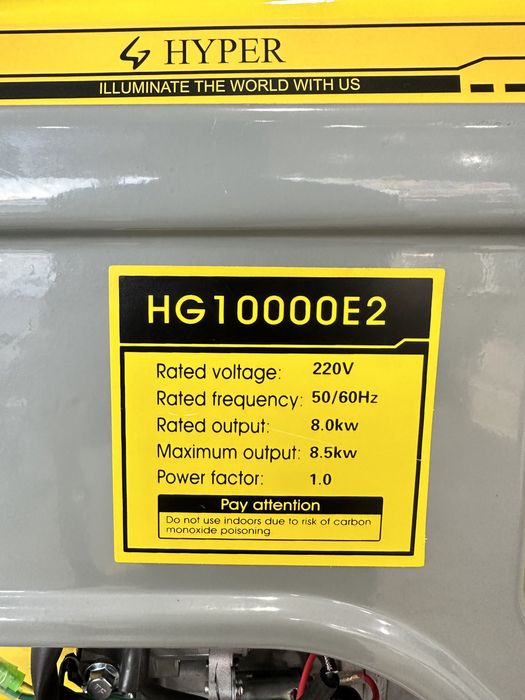 HYPER
ILLUMINATE THE WORLD WITH US
HG10000E2
Rated voltage: 220V
Rated frequency: 50/60Hz
Rated output: 8.0kw
Maximum output: 8.5kw
Power factor: 1.0
Pay attention
Do not use indoors due to risk of carbon
monoxide poisoning